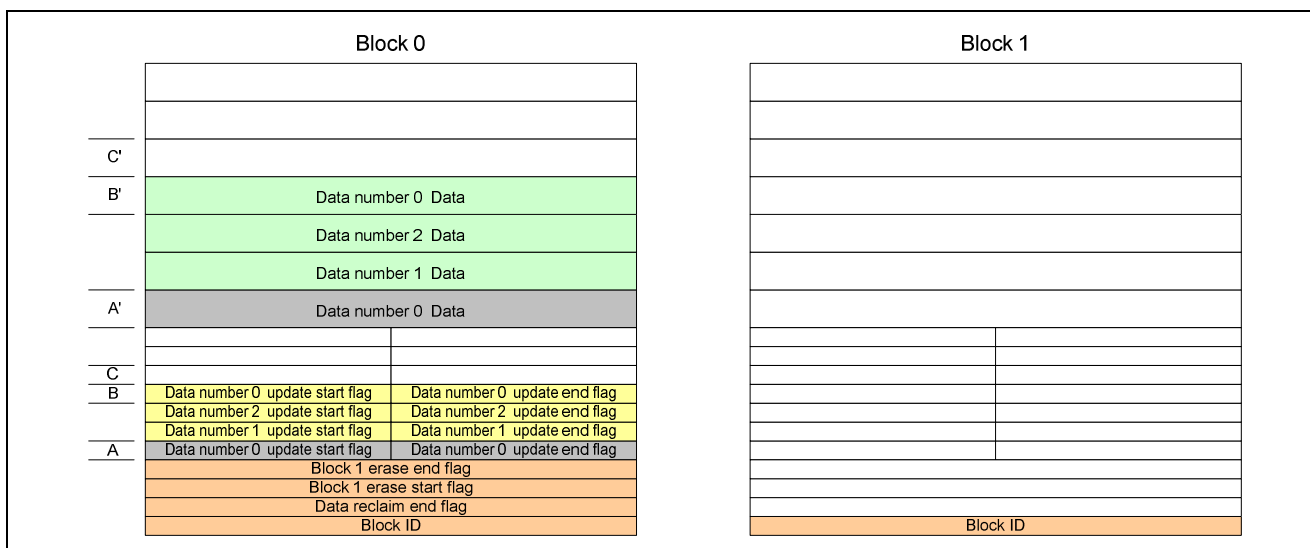 Block 0
Block 1
C'
B'
Data number 0 Data
Data number 2 Data
Data number 1 Data
A'
Data number 0 Data
C
B
Data number 0 update start flag
Data number 0 update end flag
Data number 2 update start flag
Data number 2 update end flag
Data number 1 update start flag
Data number 1 update end flag
A
Data number 0 update start flag
Data number 0 update end flag
Block 1 erase end flag
Block 1 erase start flag
Data reclaim end flag
Block ID
Block ID